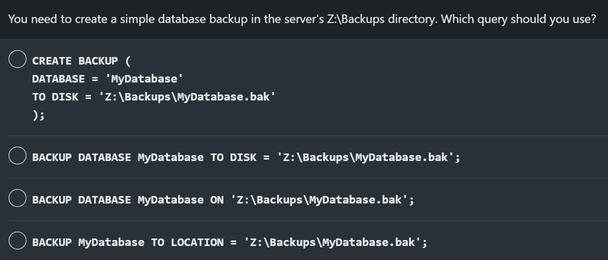 You need to create a simple database backup in the server's Z:\Backups directory. Which query should you use?
CREATE BACKUP (
DATABASE = 'MyDatabase'
TO DISK = 'Z:\Backups\MyDatabase.bak'
);
BACKUP DATABASE MyDatabase TO DISK = 'Z:\Backups\MyDatabase.bak';
BACKUP DATABASE MyDatabase ON 'Z:\Backups\MyDatabase.bak';
BACKUP MyDatabase TO LOCATION = 'Z:\Backups\MyDatabase.bak';